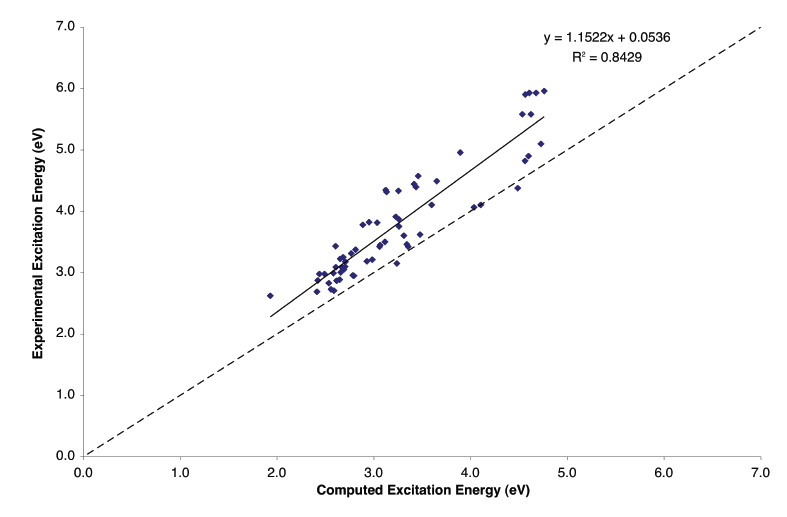 y = 1.1522x + 0.0536
R² = 0.8429
7.0
6.0
5.0
4.0
3.0
2.0
1.0
0.0
Experimental Excitation Energy (eV)
0.0 1.0 2.0 3.0 4.0 5.0 6.0 7.0
Computed Excitation Energy (eV)